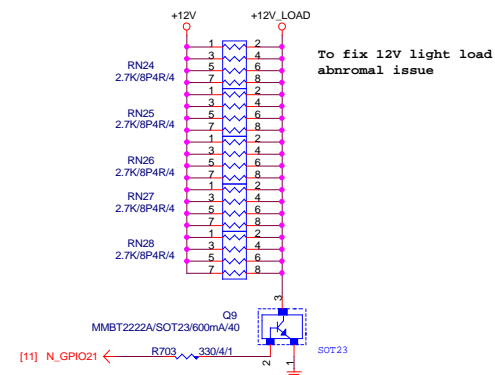 +12V +12V_LOAD
To fix 12V light load
abnromal issue
1 2
3 4
RN24 5 6
2.7K/8P4R/4 7 8
1 2
3 4
RN25 5 6
2.7K/8P4R/4 7 8
1 2
3 4
RN26 5 6
2.7K/8P4R/4 7 8
1 2
RN27 3 4
2.7K/8P4R/4 5 6
7 8
1 2
RN28 3 4
2.7K/8P4R/4 5 6
7 8
3
Q9
MMBT2222A/SOT23/600mA/40
SOT23
[11] N_GPIO21 R703 330/4/1 2 1